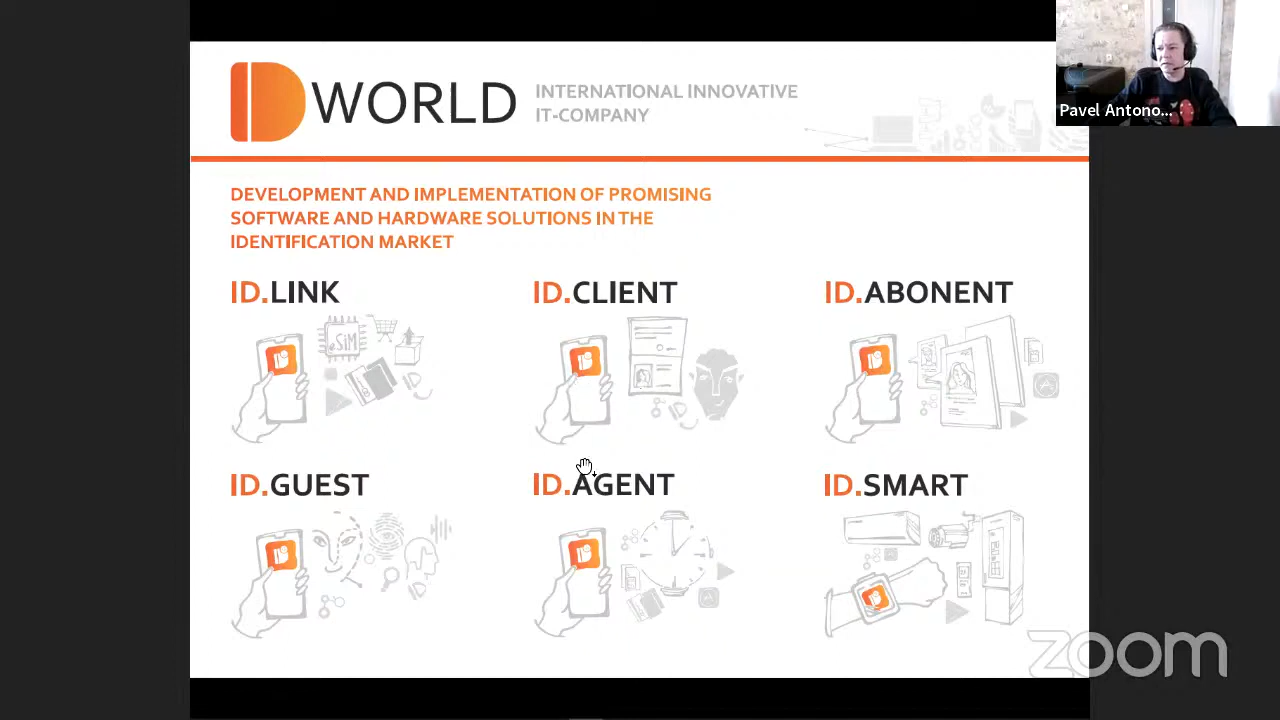 ID WORLD
INTERNATIONAL INNOVATIVE
IT-COMPANY
Pavel Antono...
DEVELOPMENT AND IMPLEMENTATION OF PROMISING
SOFTWARE AND HARDWARE SOLUTIONS IN THE
IDENTIFICATION MARKET
ID.LINK
ID.CLIENT
ID.ABONENT
eSiM
ID.GUEST
ID.AGENT
ID.SMART
zoom